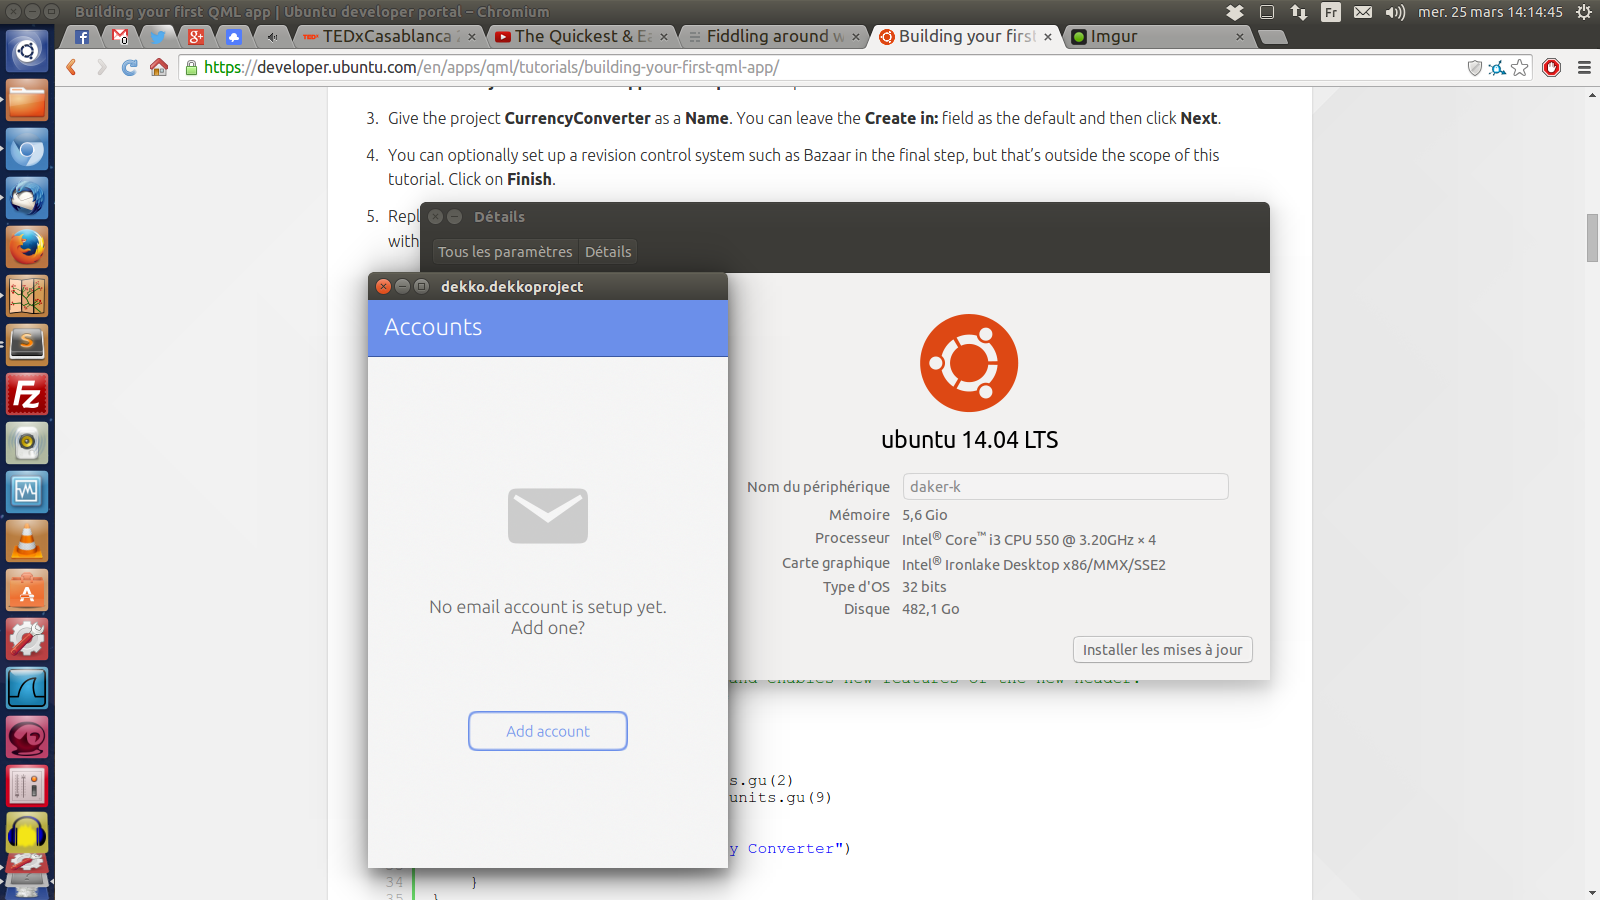 Building your first QML app | Ubuntu developer portal – Chromium
Fr
mer. 25 mars 14:14:45
TEDxCasablanca
The Quickest & Ea
Fiddling around w
Building your first
Imgur
https://developer.ubuntu.com/en/apps/qml/tutorials/building-your-first-qml-app/
3. Give the project CurrencyConverter as a Name. You can leave the Create in: field as the default and then click Next.
4. You can optionally set up a revision control system such as Bazaar in the final step, but that's outside the scope of this
tutorial. Click on Finish.
5. Repl
with
Détails
Tous les paramètres
Détails
dekko.dekkoproject
Accounts
No email account is setup yet.
Add one?
Add account
ubuntu 14.04 LTS
Nom du périphérique daker-k
Mémoire 5,6 Gio
Processeur Intel® Core™ i3 CPU 550 @ 3.20GHz × 4
Carte graphique Intel® Ironlake Desktop x86/MMX/SSE2
Type d'OS 32 bits
Disque 482,1 Go
Installer les mises à jour
and enables new features of the new header.
s.gu(2)
units.gu(9)
y Converter")
34 }
35 }